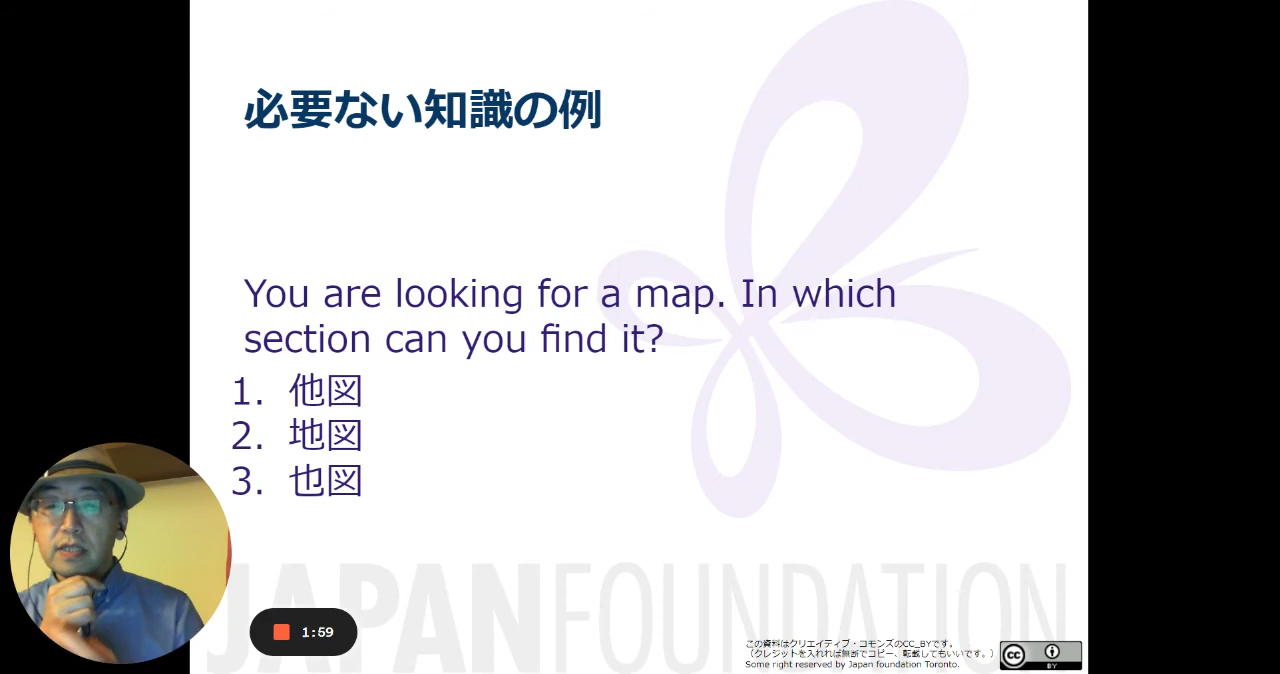 必要ない知識の例
You are looking for a map. In which
section can you find it?
1. 他図
2. 地図
3. 也図
JAPANFOUNDATION
1:59
この資料はクリエイティブ・コモンズのCC_BYです。
（クレジットを入れれば無断でコピー、転載してもいいです。）
Some right reserved by Japan foundation Toronto.
cc
BY